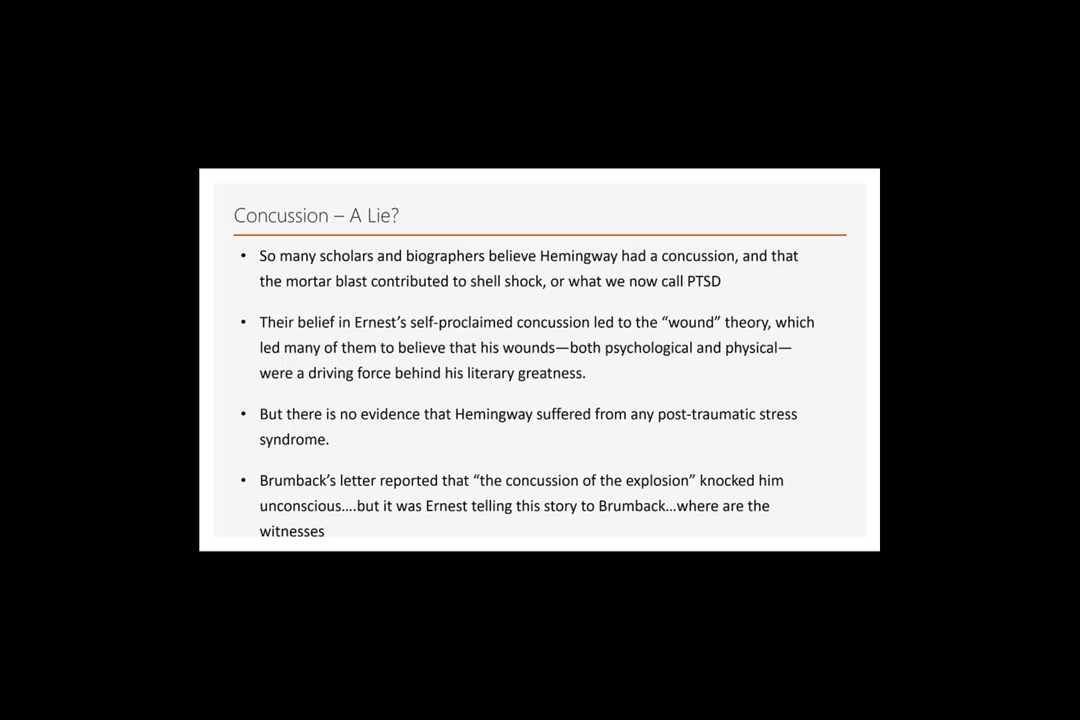 Concussion – A Lie?
• So many scholars and biographers believe Hemingway had a concussion, and that
the mortar blast contributed to shell shock, or what we now call PTSD
• Their belief in Ernest’s self-proclaimed concussion led to the “wound” theory, which
led many of them to believe that his wounds—both psychological and physical—
were a driving force behind his literary greatness.
• But there is no evidence that Hemingway suffered from any post-traumatic stress
syndrome.
• Brumback’s letter reported that “the concussion of the explosion” knocked him
unconscious….but it was Ernest telling this story to Brumback…where are the
witnesses